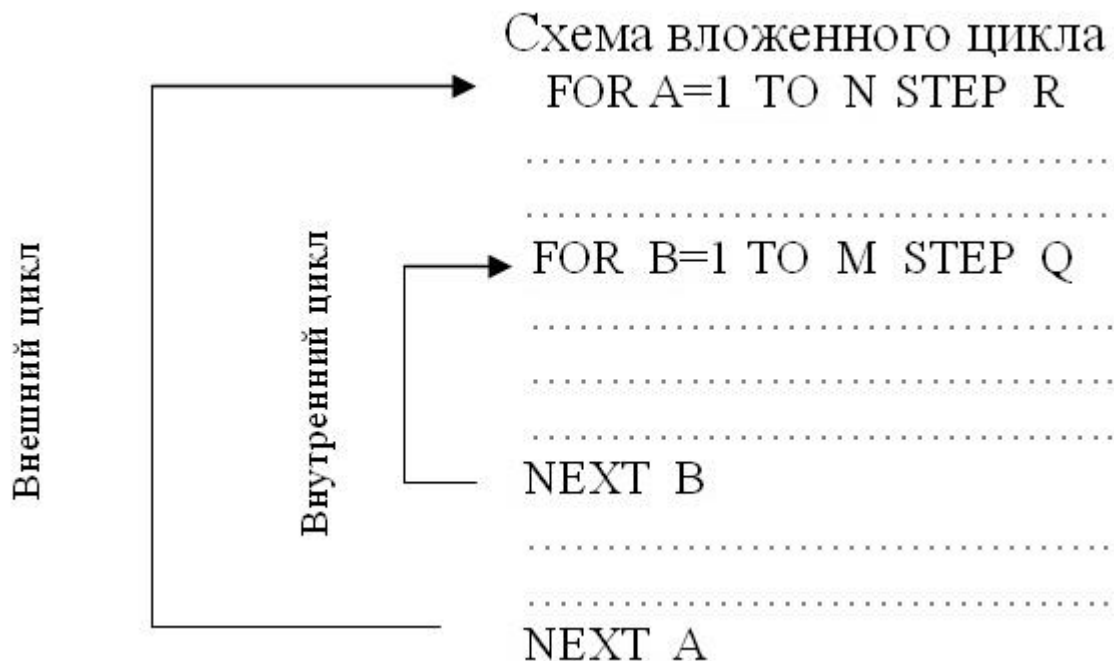 Схема вложенного цикла
FOR A=1 TO N STEP R
FOR B=1 TO M STEP Q
NEXT B
NEXT A
Внешний цикл
Внутренний цикл